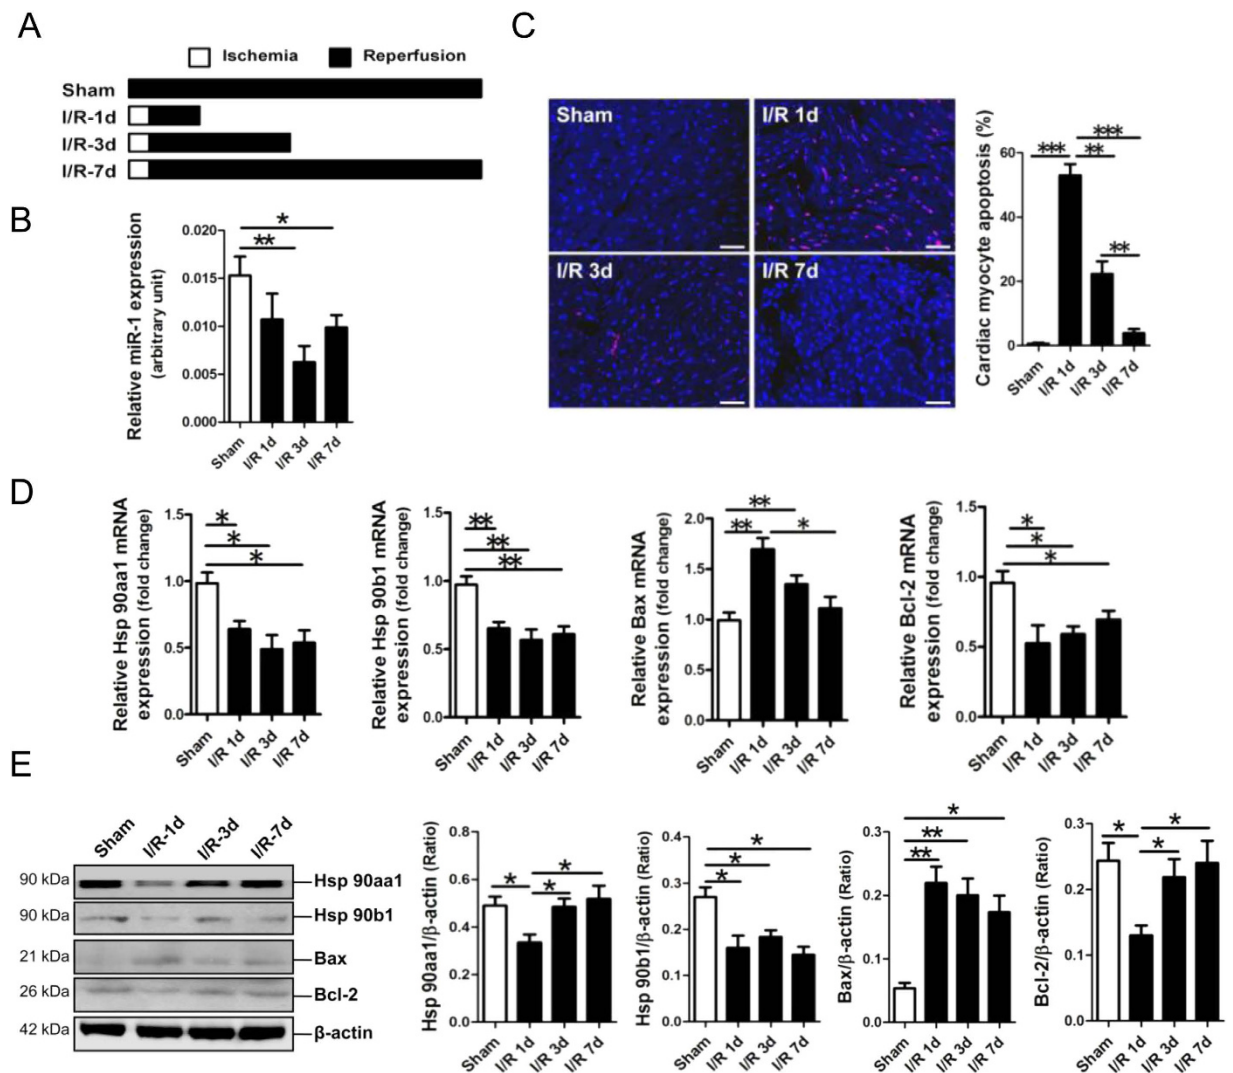 A
Ischemia Reperfusion
Sham
I/R-1d
I/R-3d
I/R-7d
B
Relative miR-1 expression
(arbitrary unit)
0.020
0.015
0.010
0.005
0.000
* **
Sham I/R 1d I/R 3d I/R 7d
C
Sham I/R 1d
I/R 3d I/R 7d
Cardiac myocyte apoptosis (%)
60
40
20
0
*** *** ** **
Sham I/R 1d I/R 3d I/R 7d
D
Relative Hsp 90aa1 mRNA
expression (fold change)
1.5
1.0
0.5
0.0
* * *
Sham I/R 1d I/R 3d I/R 7d
Relative Hsp 90b1 mRNA
expression (fold change)
1.5
1.0
0.5
0.0
** ** **
Sham I/R 1d I/R 3d I/R 7d
Relative Bax mRNA
expression (fold change)
2.0
1.5
1.0
0.5
0.0
** ** *
Sham I/R 1d I/R 3d I/R 7d
Relative Bcl-2 mRNA
expression (fold change)
1.5
1.0
0.5
0.0
* * *
Sham I/R 1d I/R 3d I/R 7d
E
Sham I/R-1d I/R-3d I/R-7d
90 kDa Hsp 90aa1
90 kDa Hsp 90b1
21 kDa Bax
26 kDa Bcl-2
42 kDa β-actin
Hsp 90aa1/β-actin (Ratio)
0.8
0.6
0.4
0.2
0.0
* * *
Sham I/R 1d I/R 3d I/R 7d
Hsp 90b1/β-actin (Ratio)
0.4
0.3
0.2
0.1
0.0
* * *
Sham I/R 1d I/R 3d I/R 7d
Bax/β-actin (Ratio)
0.3
0.2
0.1
0.0
* ** **
Sham I/R 1d I/R 3d I/R 7d
Bcl-2/β-actin (Ratio)
0.3
0.2
0.1
0.0
* * *
Sham I/R 1d I/R 3d I/R 7d